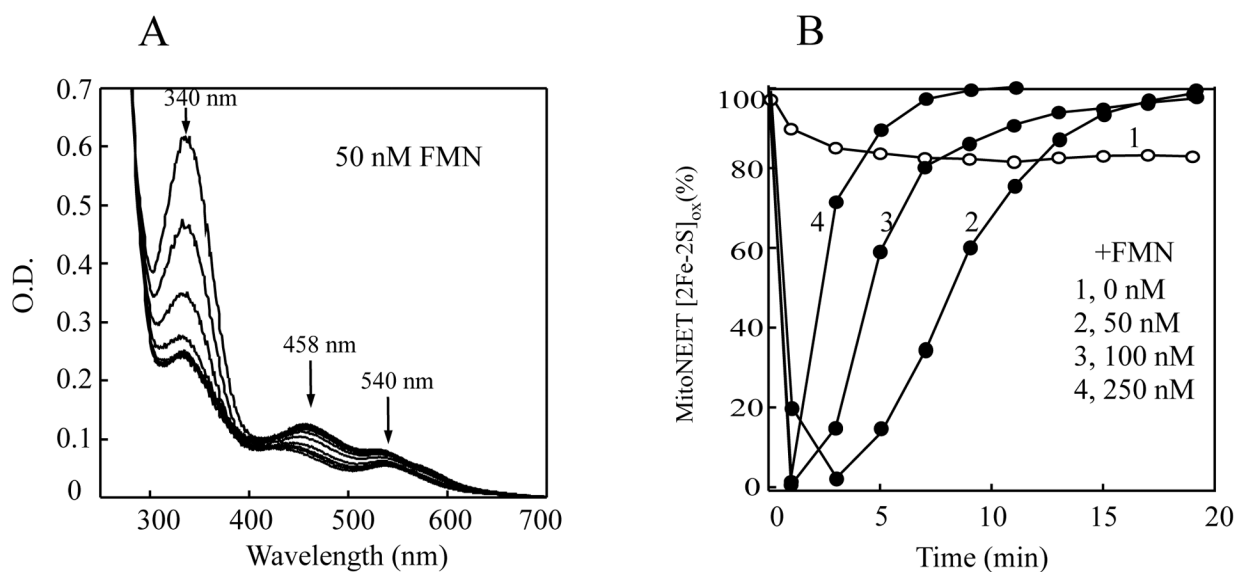 A
0.7
0.6
0.5
0.4
0.3
0.2
0.1
0
O.D.
340 nm
50 nM FMN
458 nm
540 nm
300 400 500 600 700
Wavelength (nm)
B
100
80
60
40
20
0
MitoNEET [2Fe-2S]ox(%)
1
4
3
2
+FMN
1, 0 nM
2, 50 nM
3, 100 nM
4, 250 nM
0 5 10 15 20
Time (min)